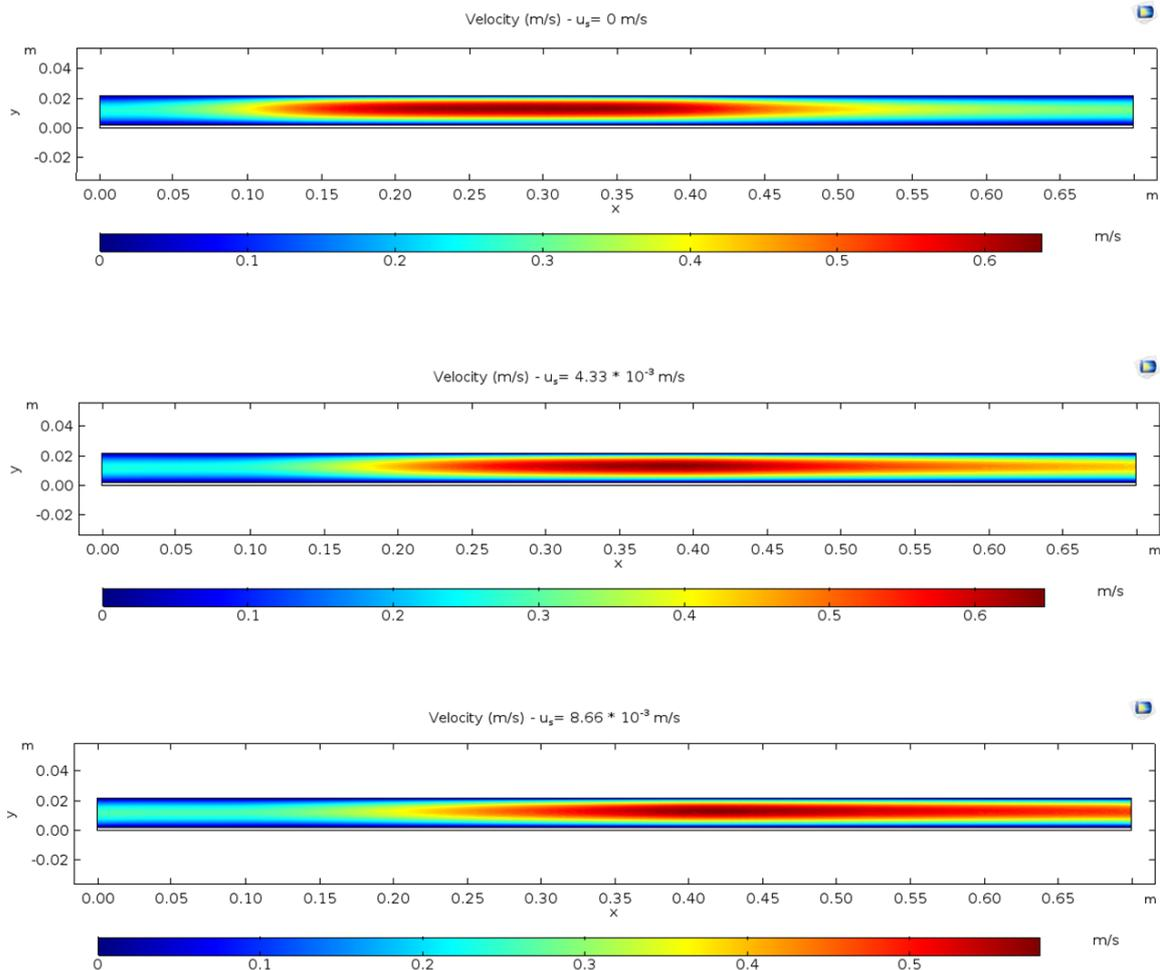 Velocity (m/s) - uₛ= 0 m/s
m
0.04
0.02
0.00
-0.02
y
0.00 0.05 0.10 0.15 0.20 0.25 0.30 0.35 0.40 0.45 0.50 0.55 0.60 0.65 m
x
m/s
0 0.1 0.2 0.3 0.4 0.5 0.6
Velocity (m/s) - uₛ= 4.33 * 10⁻³ m/s
m
0.04
0.02
0.00
-0.02
y
0.00 0.05 0.10 0.15 0.20 0.25 0.30 0.35 0.40 0.45 0.50 0.55 0.60 0.65 m
x
m/s
0 0.1 0.2 0.3 0.4 0.5 0.6
Velocity (m/s) - uₛ= 8.66 * 10⁻³ m/s
m
0.04
0.02
0.00
-0.02
y
0.00 0.05 0.10 0.15 0.20 0.25 0.30 0.35 0.40 0.45 0.50 0.55 0.60 0.65 m
x
m/s
0 0.1 0.2 0.3 0.4 0.5